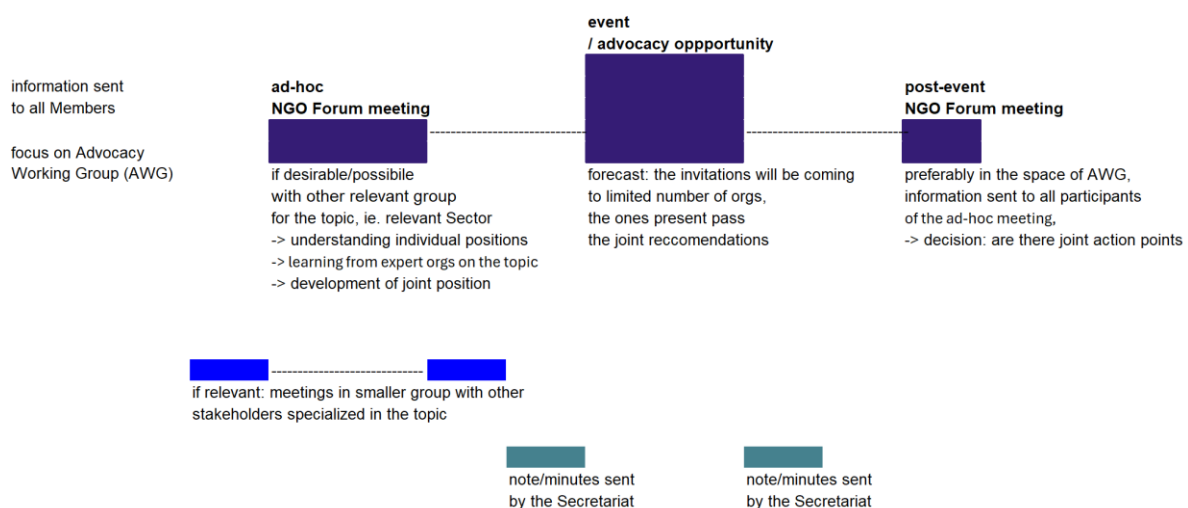 information sent
to all Members
focus on Advocacy
Working Group (AWG)
ad-hoc
NGO Forum meeting
if desirable/possibile
with other relevant group
for the topic, ie. relevant Sector
-> understanding individual positions
-> learning from expert orgs on the topic
-> development of joint position
event
/ advocacy oppportunity
forecast: the invitations will be coming
to limited number of orgs,
the ones present pass
the joint reccomendations
post-event
NGO Forum meeting
preferably in the space of AWG,
information sent to all participants
of the ad-hoc meeting,
-> decision: are there joint action points
if relevant: meetings in smaller group with other
stakeholders specialized in the topic
note/minutes sent
by the Secretariat
note/minutes sent
by the Secretariat